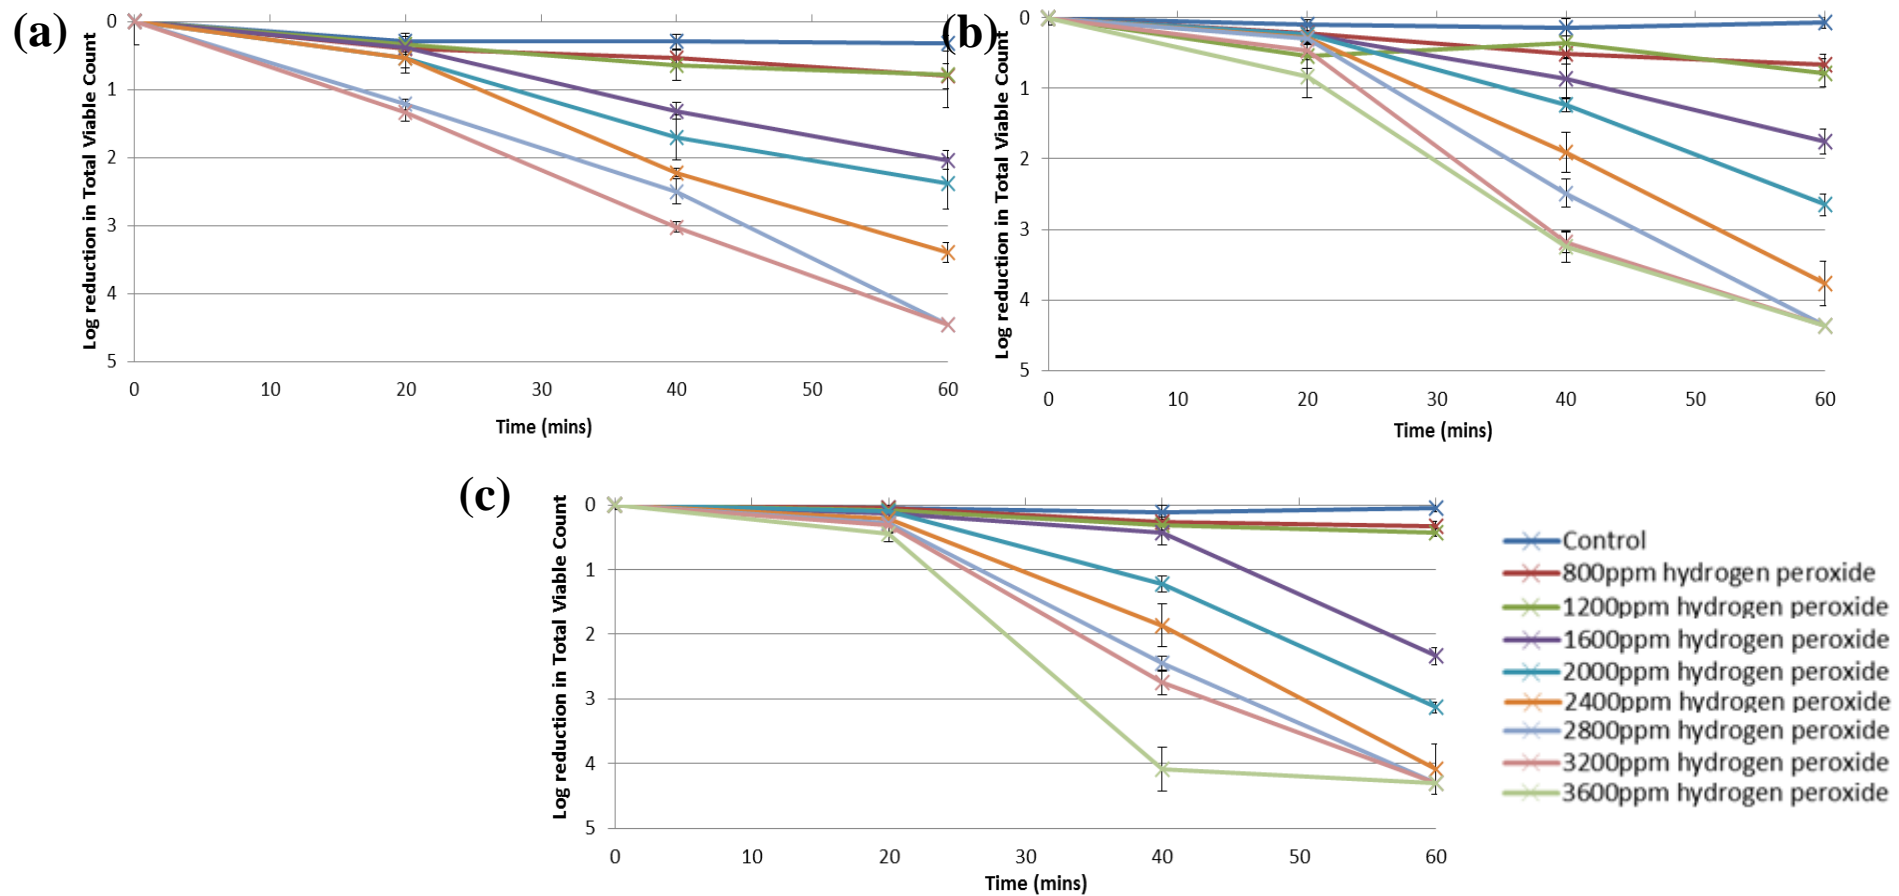 (a)
Log reduction in Total Viable Count
0
1
2
3
4
5
0 10 20 30 40 50 60
Time (mins)
(b)
Log reduction in Total Viable Count
0
1
2
3
4
5
0 10 20 30 40 50 60
Time (mins)
(c)
Log reduction in Total Viable Count
0
1
2
3
4
5
0 10 20 30 40 50 60
Time (mins)
Control
800ppm hydrogen peroxide
1200ppm hydrogen peroxide
1600ppm hydrogen peroxide
2000ppm hydrogen peroxide
2400ppm hydrogen peroxide
2800ppm hydrogen peroxide
3200ppm hydrogen peroxide
3600ppm hydrogen peroxide